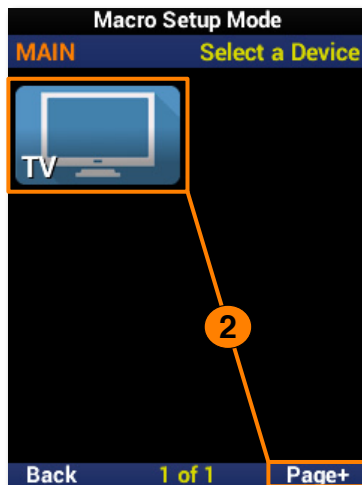 Macro Setup Mode
MAIN Select a Device
TV
2
Back 1 of 1 Page+